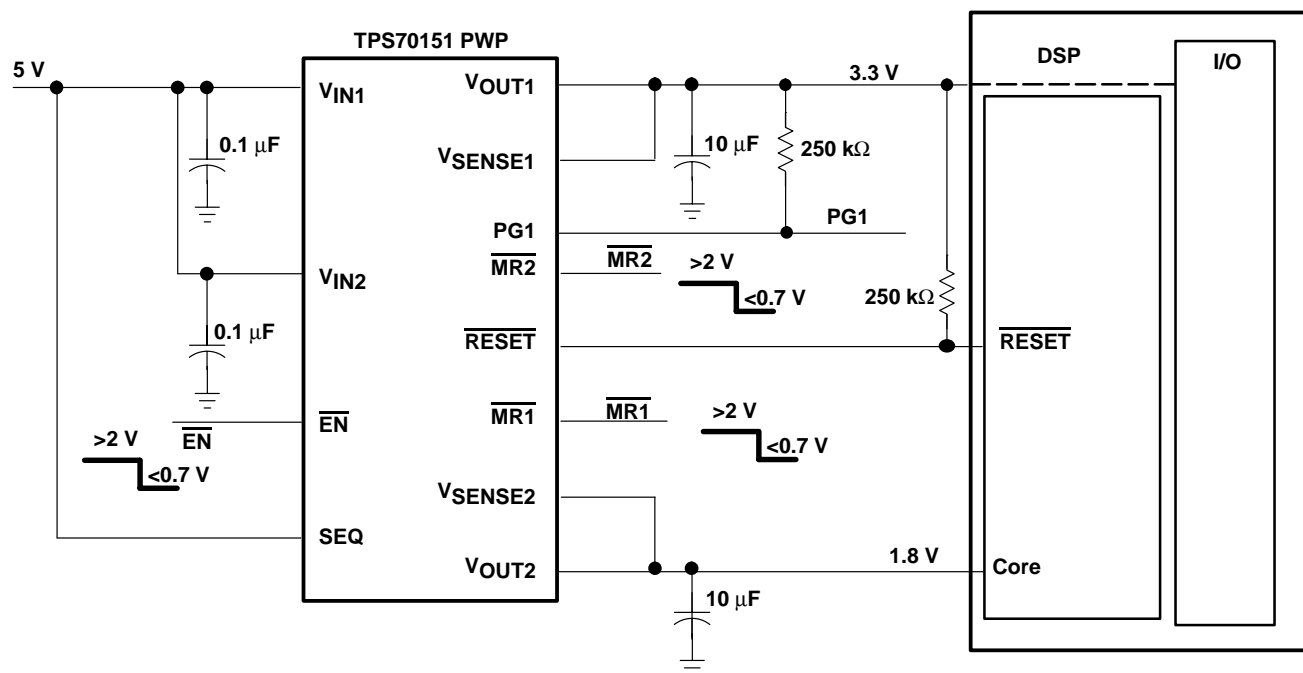 TPS70151 PWP
5 V
VIN1
0.1 μF
VIN2
0.1 μF
EN
EN
>2 V
<0.7 V
SEQ
VOUT1
VSENSE1
PG1
MR2
RESET
MR1
VSENSE2
VOUT2
3.3 V
10 μF
250 kΩ
PG1
MR2
>2 V
<0.7 V
250 kΩ
MR1
>2 V
<0.7 V
1.8 V
10 μF
DSP
I/O
RESET
Core